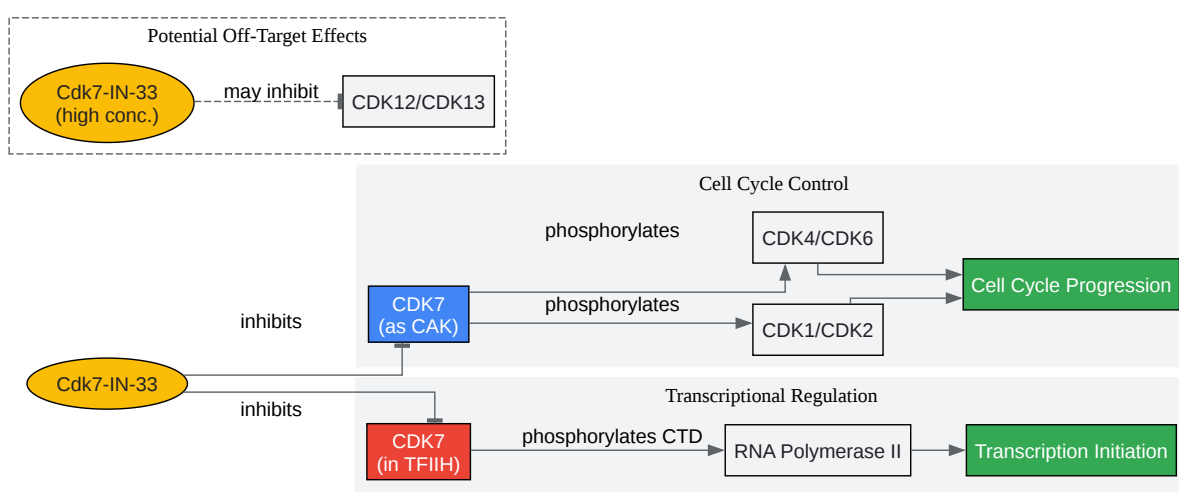 Potential Off-Target Effects
Cdk7-IN-33
(high conc.)
may inhibit
CDK12/CDK13
Cell Cycle Control
phosphorylates
CDK4/CDK6
Cell Cycle Progression
CDK7
(as CAK)
phosphorylates
CDK1/CDK2
inhibits
Cdk7-IN-33
inhibits
Transcriptional Regulation
CDK7
(in TFIIH)
phosphorylates CTD
RNA Polymerase II
Transcription Initiation